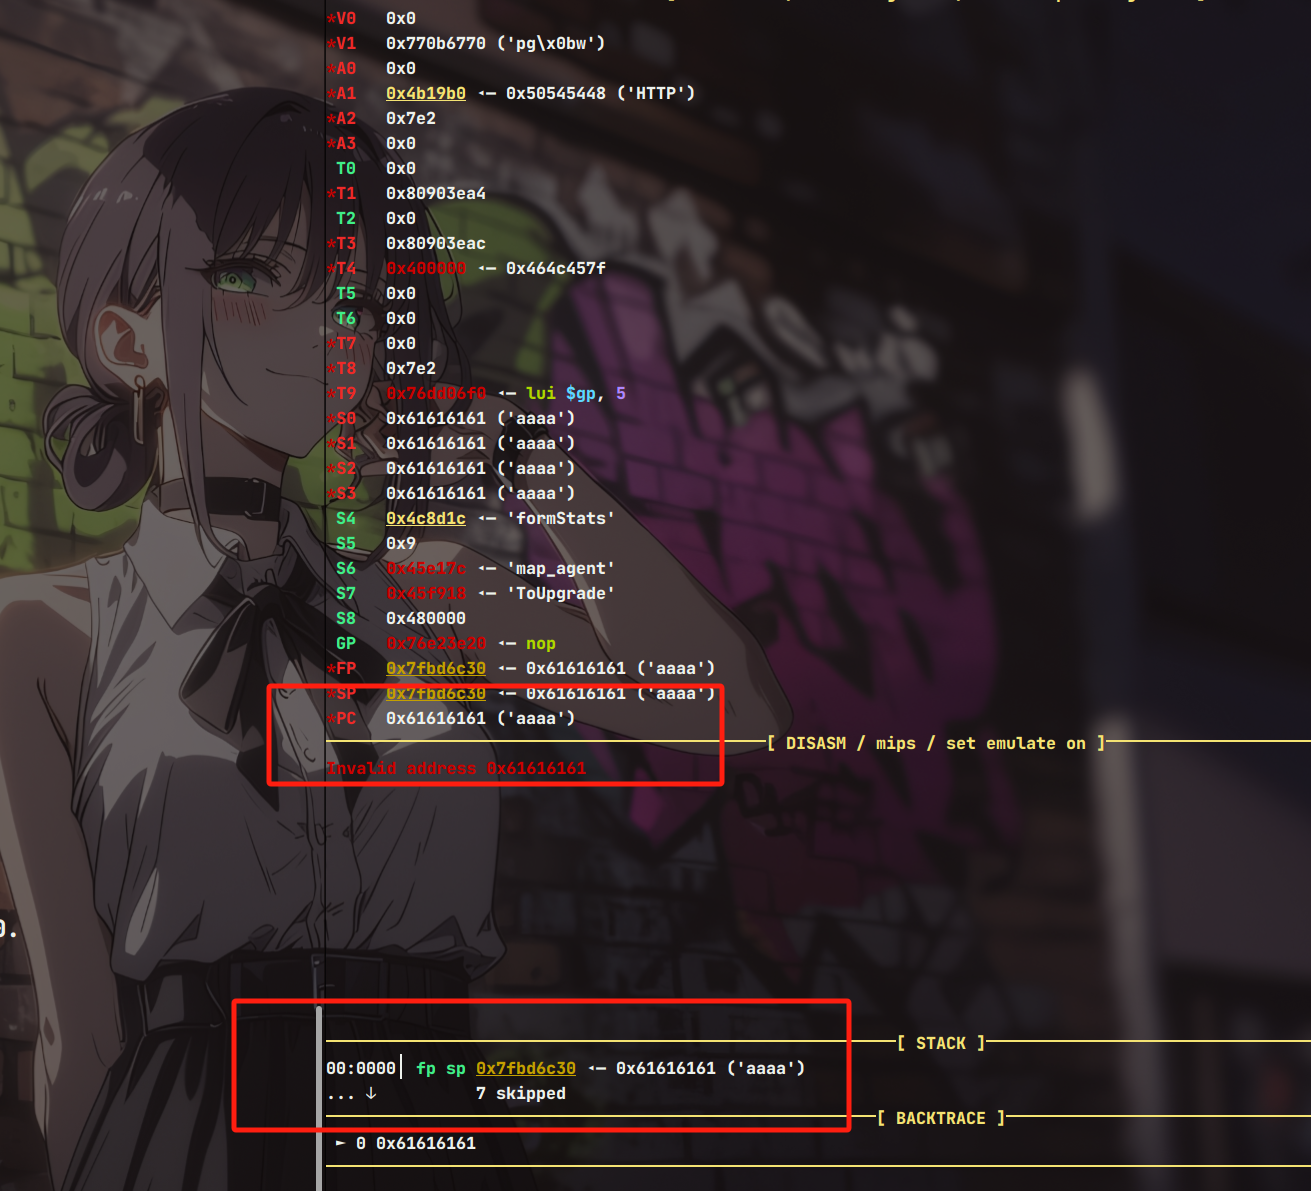 *V0   0x0
*V1   0x770b6770 ('pg\x0bw')
*A0   0x0
*A1   0x4b19b0 ◂— 0x50545448 ('HTTP')
*A2   0x7e2
*A3   0x0
T0   0x0
*T1   0x80903ea4
T2   0x0
*T3   0x80903eac
*T4   0x400000 ◂— 0x464c457f
T5   0x0
T6   0x0
*T7   0x0
*T8   0x7e2
*T9   0x76dd06f0 ◂— lui $gp, 5
*S0   0x61616161 ('aaaa')
*S1   0x61616161 ('aaaa')
*S2   0x61616161 ('aaaa')
*S3   0x61616161 ('aaaa')
S4   0x4c8d1c ◂— 'formStats'
S5   0x9
S6   0x45e17c ◂— 'map_agent'
S7   0x45f918 ◂— 'ToUpgrade'
S8   0x480000
GP   0x76e23e20 ◂— nop
*FP   0x7fbd6c30 ◂— 0x61616161 ('aaaa')
*SP   0x7fbd6c30 ◂— 0x61616161 ('aaaa')
*PC   0x61616161 ('aaaa')
[ DISASM / mips / set emulate on ]
Invalid address 0x61616161
0.
[ STACK ]
00:0000│ fp sp 0x7fbd6c30 ◂— 0x61616161 ('aaaa')
... ↓          7 skipped
[ BACKTRACE ]
► 0 0x61616161